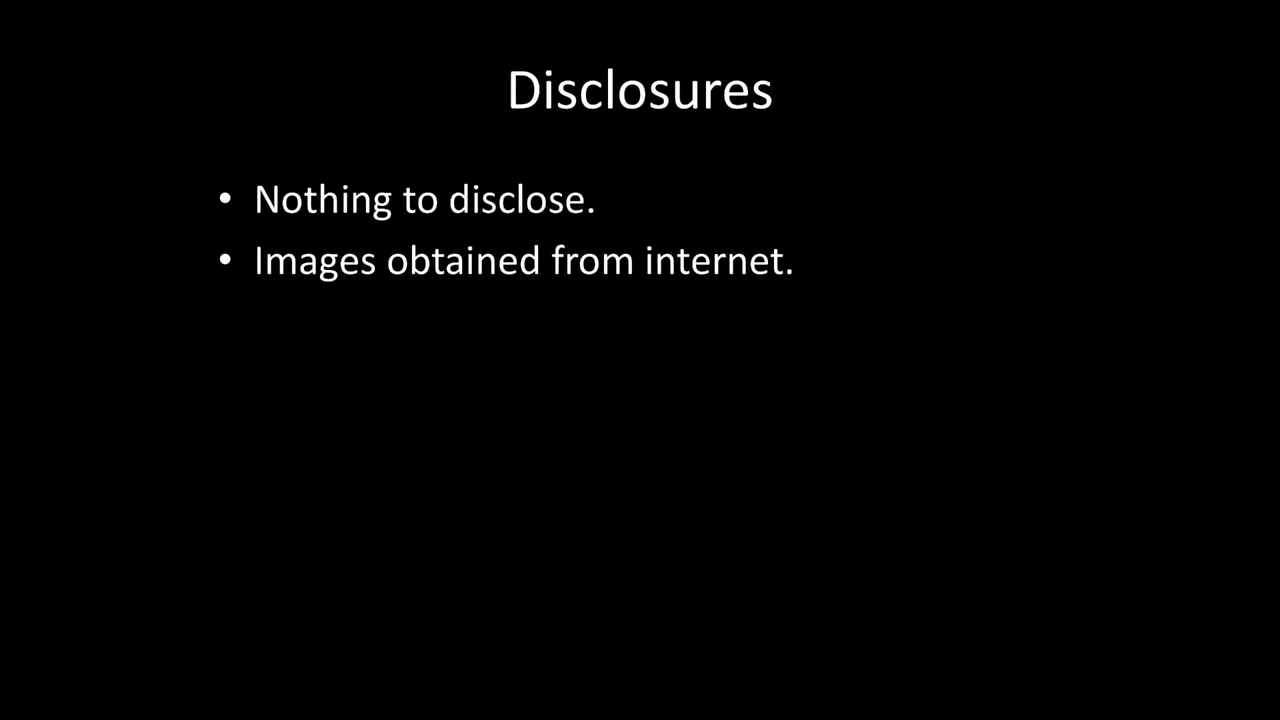 Disclosures
• Nothing to disclose.
• Images obtained from internet.